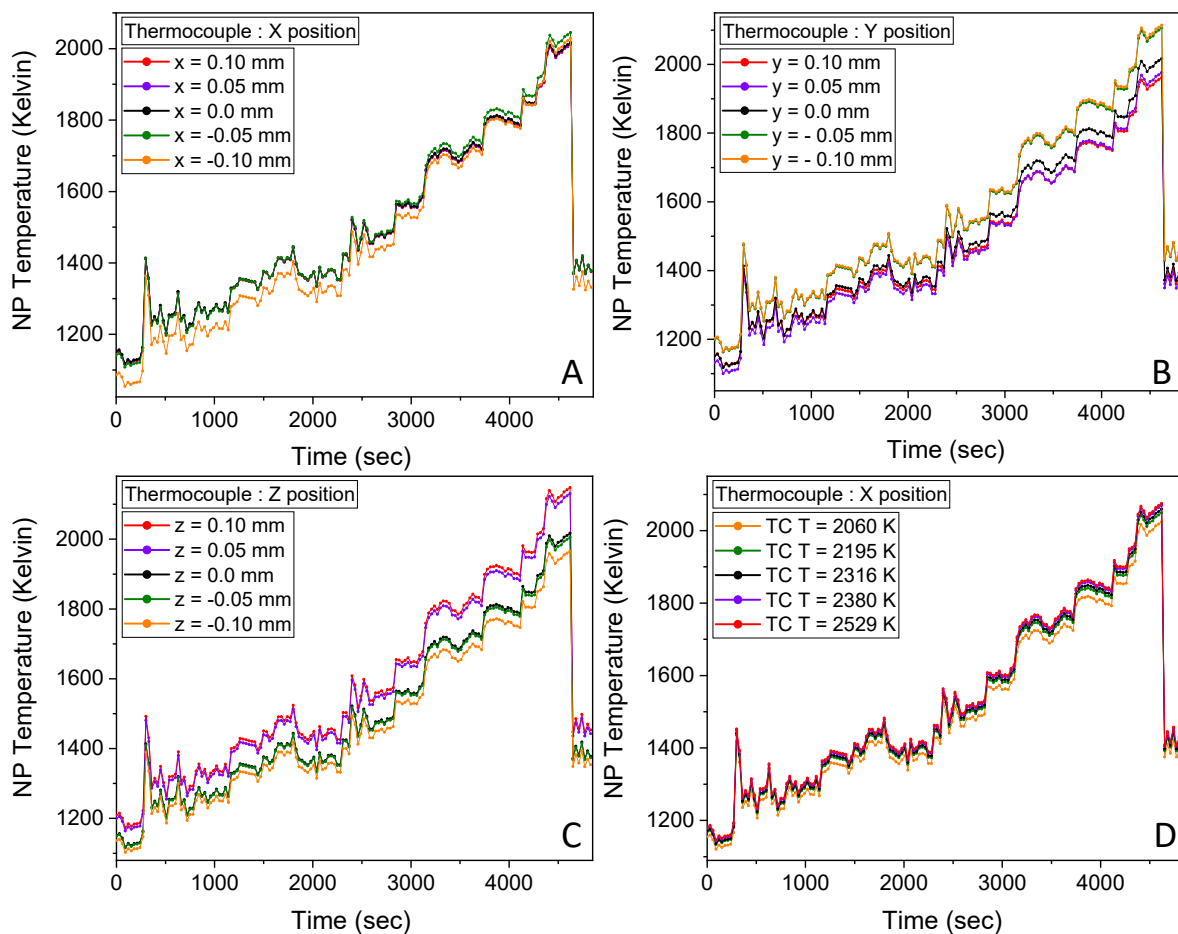 Thermocouple : X position
x = 0.10 mm
x = 0.05 mm
x = 0.0 mm
x = -0.05 mm
x = -0.10 mm
2000
1800
1600
1400
1200
NP Temperature (Kelvin)
0 1000 2000 3000 4000
Time (sec)
A
Thermocouple : Y position
y = 0.10 mm
y = 0.05 mm
y = 0.0 mm
y = - 0.05 mm
y = - 0.10 mm
2000
1800
1600
1400
1200
NP Temperature (Kelvin)
0 1000 2000 3000 4000
Time (sec)
B
Thermocouple : Z position
z = 0.10 mm
z = 0.05 mm
z = 0.0 mm
z = -0.05 mm
z = -0.10 mm
2000
1800
1600
1400
1200
NP Temperature (Kelvin)
0 1000 2000 3000 4000
Time (sec)
C
Thermocouple : X position
TC T = 2060 K
TC T = 2195 K
TC T = 2316 K
TC T = 2380 K
TC T = 2529 K
2000
1800
1600
1400
1200
NP Temperature (Kelvin)
0 1000 2000 3000 4000
Time (sec)
D